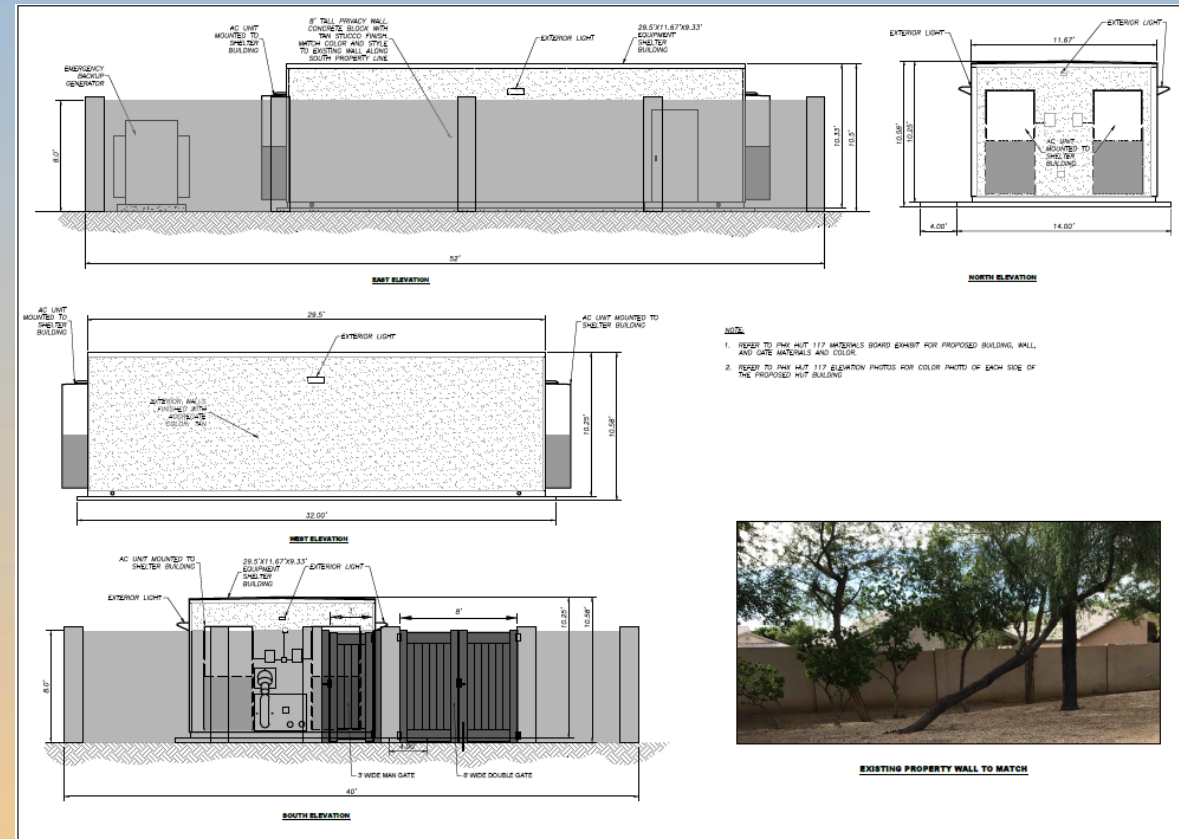 AC UNIT
MOUNTED TO
SHELTER
BUILDING
8" TALL PRIVACY WALL.
CONCRETE BLOCK WITH
TAN STUCCO FINISH,
MATCH COLOR AND STYLE
TO EXISTING WALL ALONG
SOUTH PROPERTY LINE
EXTERIOR LIGHT
29.5'X11.67'X9.33'
EQUIPMENT
SHELTER
BUILDING
EMERGENCY
BACKUP
GENERATOR
8.0'
10.33'
10.5'
52'
EAST ELEVATION
EXTERIOR LIGHT
EXTERIOR LIGHT
11.67'
10.58'
10.25'
AC UNIT
MOUNTED TO
SHELTER
BUILDING
4.00'
14.00'
NORTH ELEVATION
AC UNIT
MOUNTED TO
SHELTER
BUILDING
29.5'
EXTERIOR LIGHT
AC UNIT MOUNTED TO
SHELTER BUILDING
EXTERIOR WALLS
FINISHED WITH
AGGREGATE
COLOR: TAN
10.25'
10.58'
32.00'
WEST ELEVATION
NOTE:
1. REFER TO PHX HUT 117 MATERIALS BOARD EXHIBIT FOR PROPOSED BUILDING, WALL,
AND GATE MATERIALS AND COLOR.
2. REFER TO PHX HUT 117 ELEVATION PHOTOS FOR COLOR PHOTO OF EACH SIDE OF
THE PROPOSED HUT BUILDING
AC UNIT MOUNTED TO
SHELTER BUILDING
29.5'X11.67'X9.33'
EQUIPMENT
SHELTER
BUILDING
EXTERIOR LIGHT
EXTERIOR LIGHT
8'
10.25'
10.58'
8.0'
4.00'
3' WIDE MAN GATE
8' WIDE DOUBLE GATE
40'
SOUTH ELEVATION
EXISTING PROPERTY WALL TO MATCH